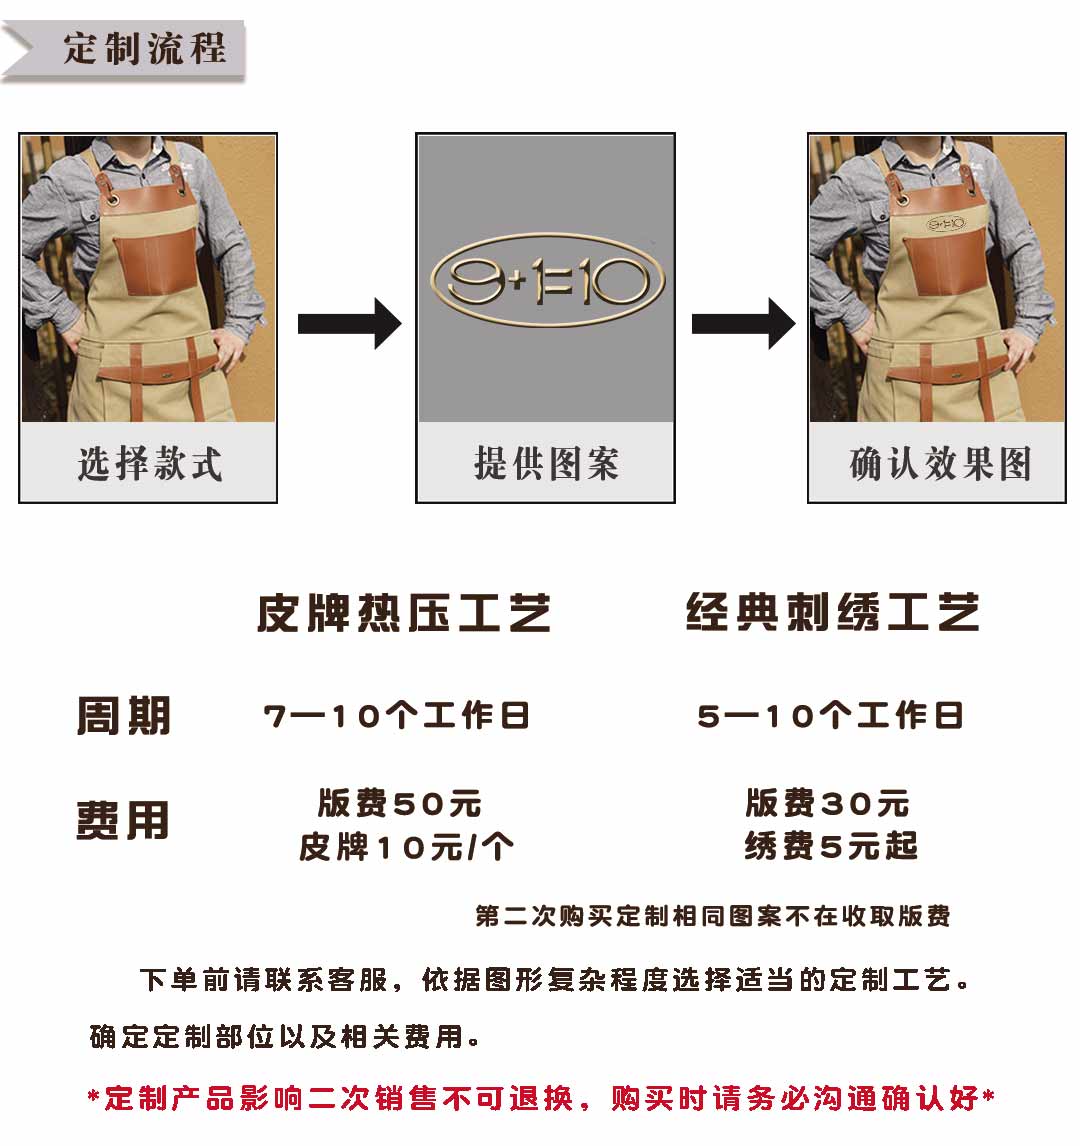 定制流程
9+1=10
9+1=10
选择款式
提供图案
确认效果图
皮牌热压工艺
经典刺绣工艺
周期
7—10个工作日
5—10个工作日
费用
版费50元
皮牌10元/个
版费30元
绣费5元起
第二次购买定制相同图案不在收取版费
下单前请联系客服，依据图形复杂程度选择适当的定制工艺。
确定定制部位以及相关费用。
*定制产品影响二次销售不可退换，购买时请务必沟通确认好*